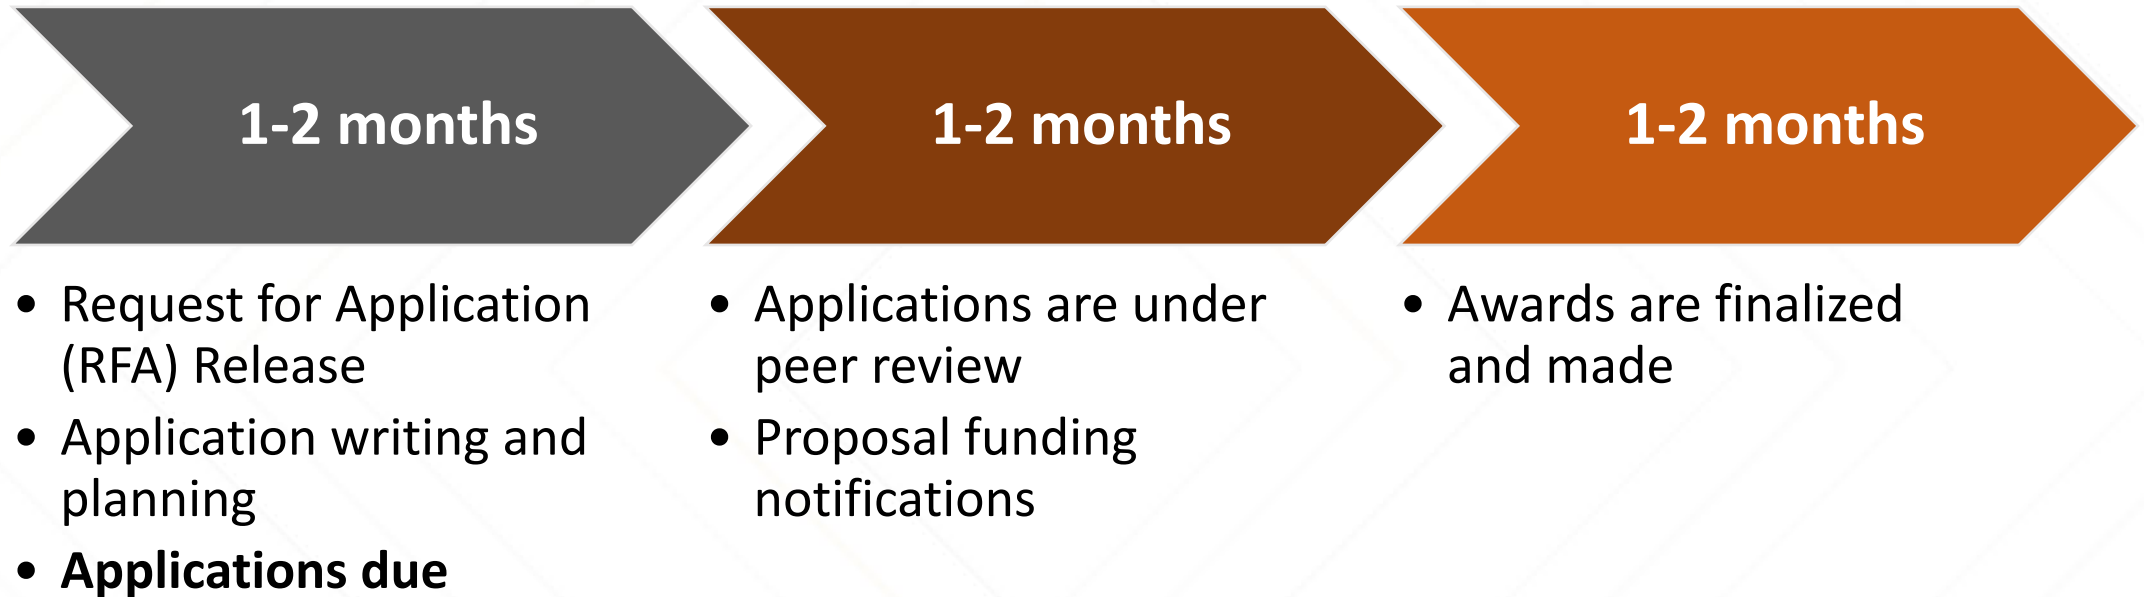 1-2 months
1-2 months
1-2 months
• Request for Application
(RFA) Release
• Application writing and
planning
• Applications due
• Applications are under
peer review
• Proposal funding
notifications
• Awards are finalized
and made